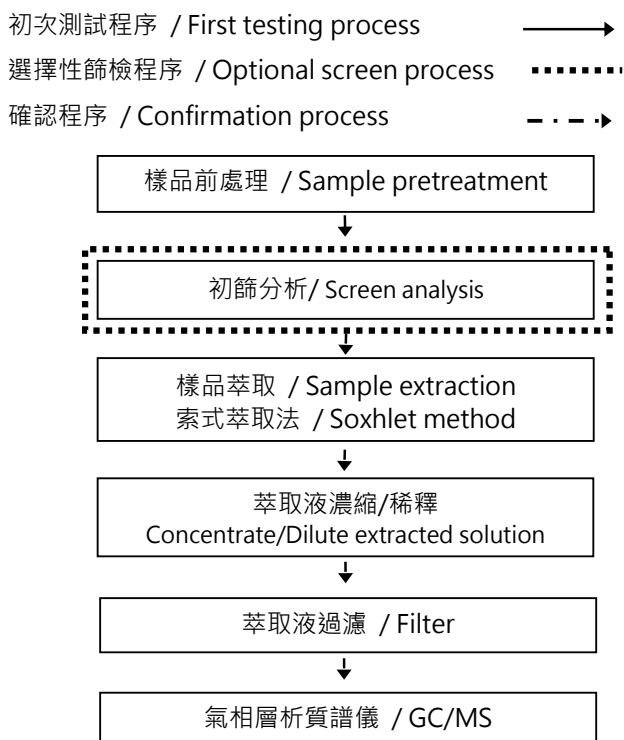 初次測試程序 / First testing process
選擇性篩檢程序 / Optional screen process
確認程序 / Confirmation process
樣品前處理 / Sample pretreatment
初篩分析/ Screen analysis
樣品萃取 / Sample extraction
索式萃取法 / Soxhlet method
萃取液濃縮/稀釋
Concentrate/Dilute extracted solution
萃取液過濾 / Filter
氣相層析質譜儀 / GC/MS